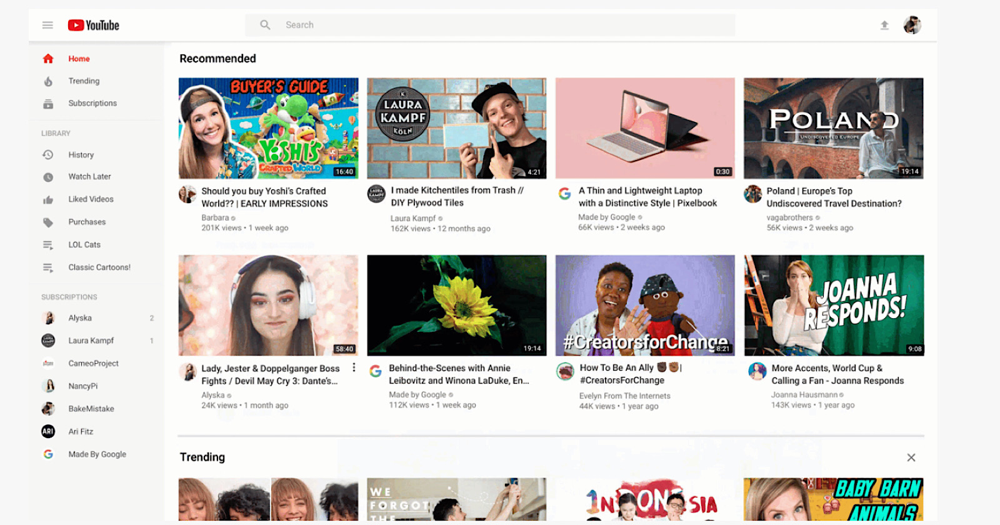 YouTube
Search
Home
Trending
Subscriptions
LIBRARY
History
Watch Later
Liked Videos
Purchases
LOL Cats
Classic Cartoons!
SUBSCRIPTIONS
Alyska 2
Laura Kampf 1
CameoProject
NancyPi
BakeMistake
ARI
Ari Fitz
Made By Google
Recommended
BUYER'S GUIDE
YOSHI'S
CRAFTED WORLD
16:40
Should you buy Yoshi's Crafted
World?? | EARLY IMPRESSIONS
Barbara
201K views • 1 week ago
K
LAURA
KAMPF
KÖLN
4:21
LAURA
KAMPF
I made Kitchentiles from Trash //
DIY Plywood Tiles
Laura Kampf
162K views • 12 months ago
0:30
A Thin and Lightweight Laptop
with a Distinctive Style | Pixelbook
Made by Google
66K views • 2 weeks ago
POLAND
UNDISCOVERED EUROPE
19:14
Poland | Europe's Top
Undiscovered Travel Destination?
vagabrothers
56K views • 2 weeks ago
58:40
Lady, Jester & Doppelganger Boss
Fights / Devil May Cry 3: Dante's...
Alyska
24K views • 1 month ago
19:14
Behind-the-Scenes with Annie
Leibovitz and Winona LaDuke, En...
Made by Google
112K views • 1 week ago
#CreatorsforChange
8:21
How To Be An Ally ✊🏿✊🏾|
#CreatorsForChange
Evelyn From The Internets
44K views • 1 year ago
JOANNA
RESPONDS!
9:08
More Accents, World Cup &
Calling a Fan - Joanna Responds
Joanna Hausmann
143K views • 1 year ago
Trending
WE
FORGOT
THE
INDONESIA
BABY BARN
ANIMALS